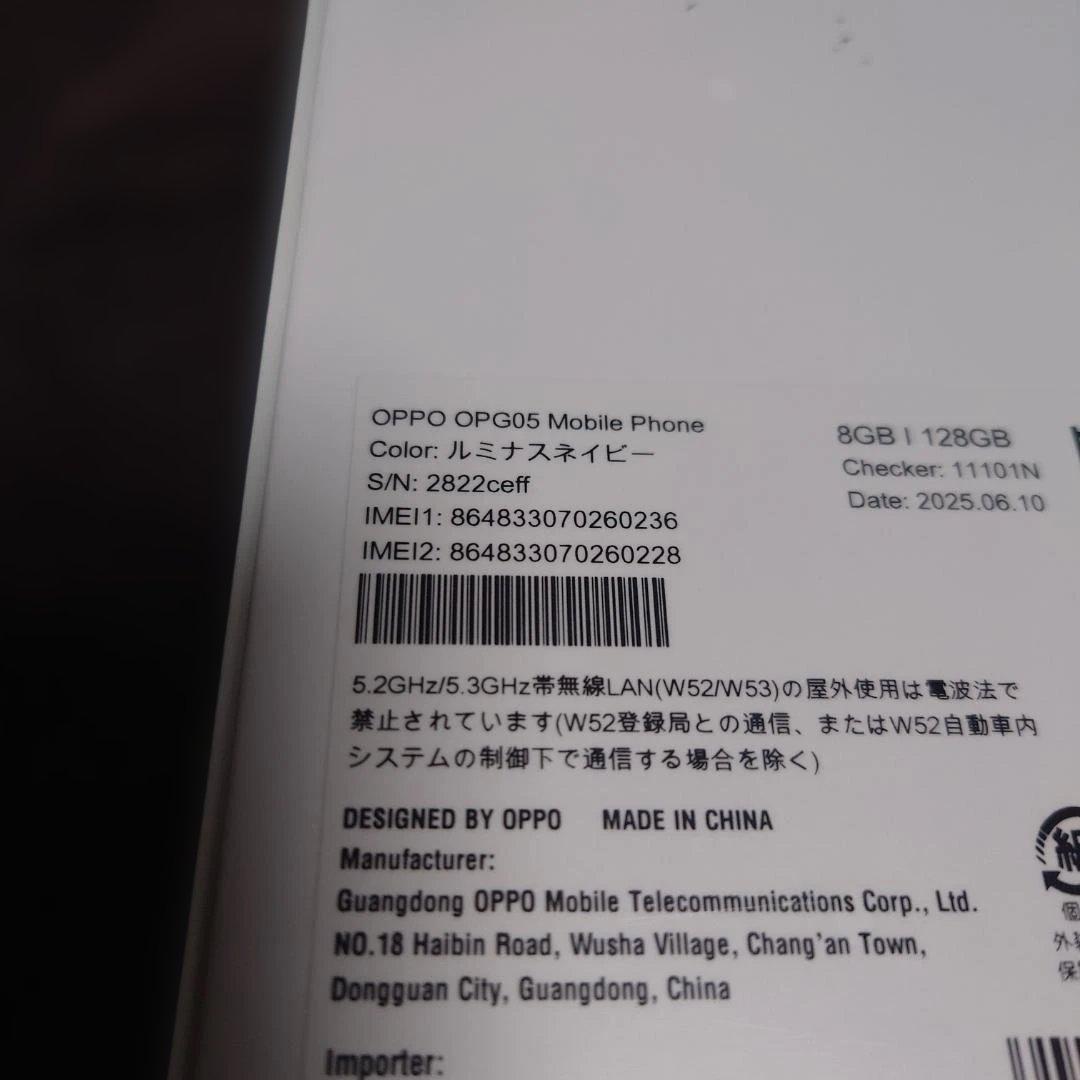 OPPO OPG05 Mobile Phone
Color: ルミナスネイビー
S/N: 2822ceff
IMEI1: 864833070260236
IMEI2: 864833070260228
8GB | 128GB
Checker: 11101N
Date: 2025.06.10
5.2GHz/5.3GHz帯無線LAN(W52/W53)の屋外使用は電波法で
禁止されています(W52登録局との通信、またはW52自動車内
システムの制御下で通信する場合を除く)
DESIGNED BY OPPO MADE IN CHINA
Manufacturer:
Guangdong OPPO Mobile Telecommunications Corp., Ltd.
NO.18 Haibin Road, Wusha Village, Chang'an Town,
Dongguan City, Guangdong, China
Importer:
個
外